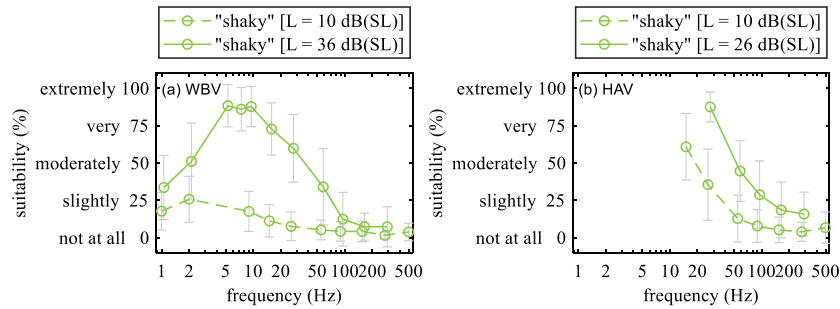 "shaky" [L = 10 dB(SL)]
"shaky" [L = 36 dB(SL)]
(a) WBV
extremely 100
very 75
moderately 50
slightly 25
not at all 0
suitability (%)
1 2 5 10 20 50 100 200 500
frequency (Hz)
"shaky" [L = 10 dB(SL)]
"shaky" [L = 26 dB(SL)]
(b) HAV
extremely 100
very 75
moderately 50
slightly 25
not at all 0
suitability (%)
1 2 5 10 20 50 100 200 500
frequency (Hz)